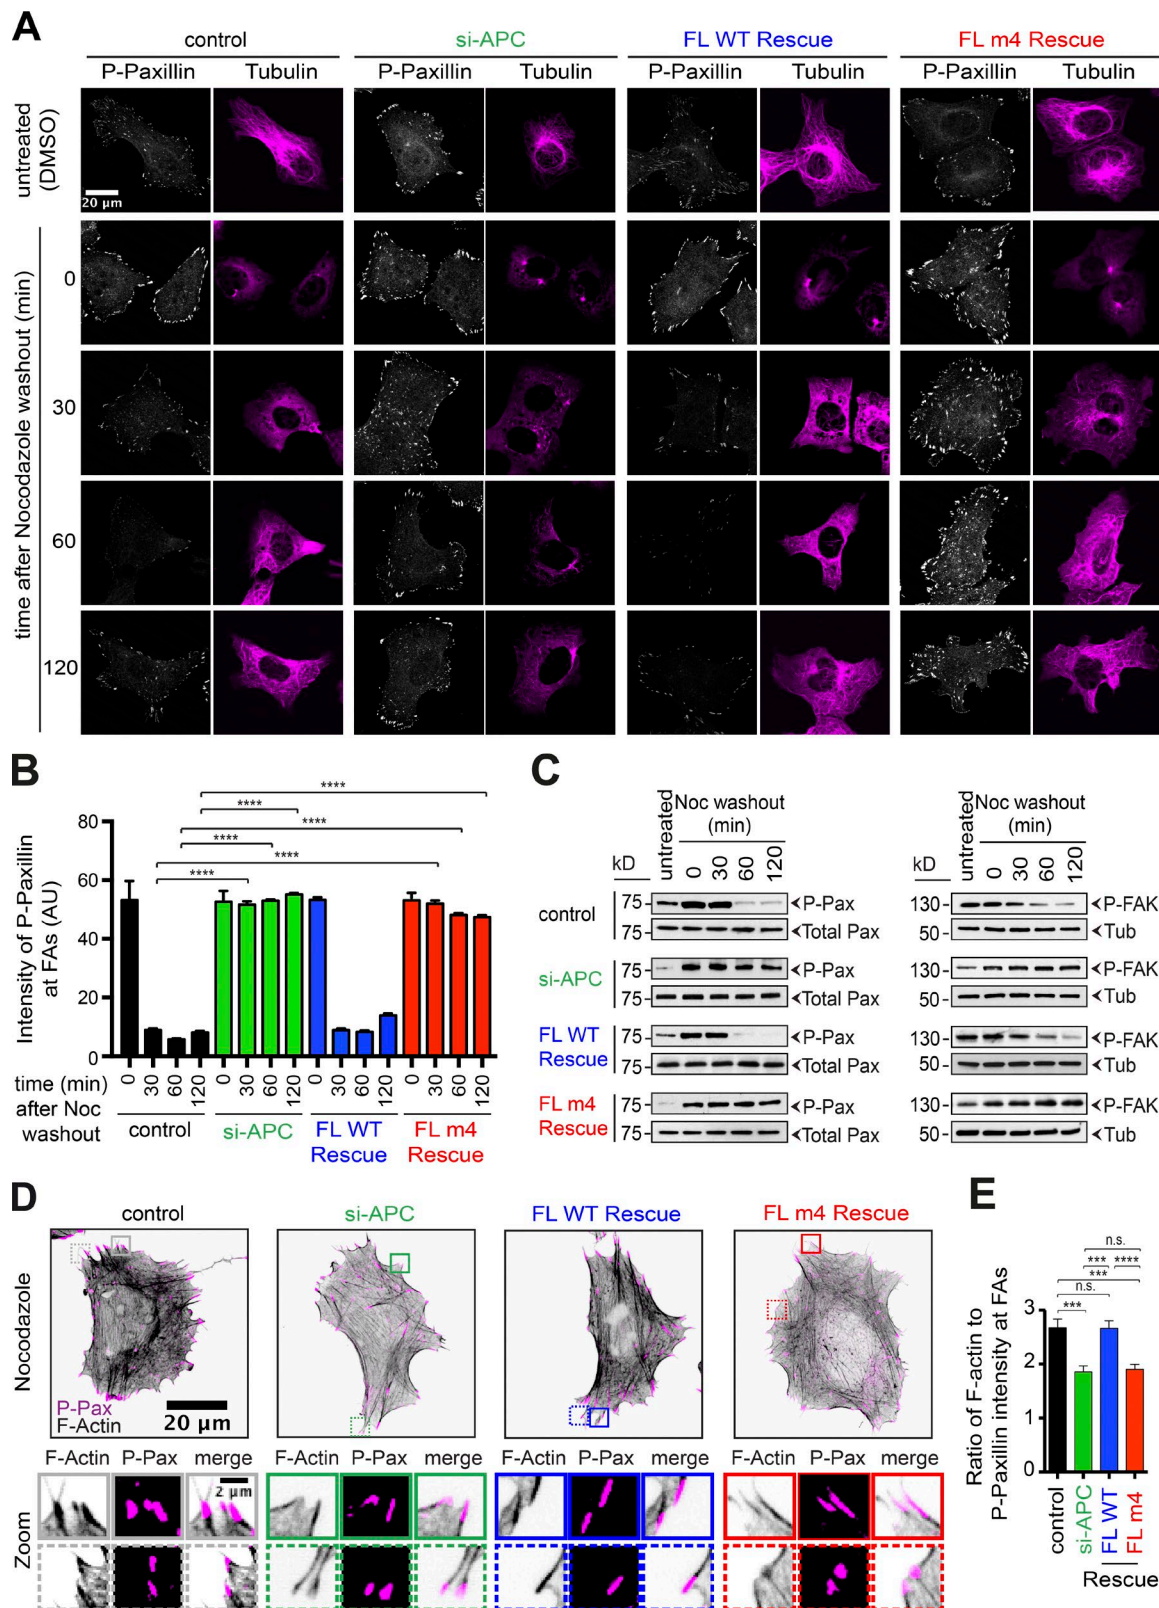 A
control
si-APC
FL WT Rescue
FL m4 Rescue
P-Paxillin Tubulin P-Paxillin Tubulin P-Paxillin Tubulin P-Paxillin Tubulin
untreated
(DMSO)
20 µm
time after Nocodazole washout (min)
0
30
60
120
B
Intensity of P-Paxillin
at FAs (AU)
80
60
40
20
0
****
****
****
****
****
****
time (min)
after Noc
washout
0 30 60 120 0 30 60 120 0 30 60 120 0 30 60 120
control
si-APC
FL WT
Rescue
FL m4
Rescue
C
kD
untreated
Noc washout
(min)
0 30 60 120
control
75
P-Pax
75
Total Pax
si-APC
75
P-Pax
75
Total Pax
FL WT
Rescue
75
P-Pax
75
Total Pax
FL m4
Rescue
75
P-Pax
75
Total Pax
kD
untreated
Noc washout
(min)
0 30 60 120
130
P-FAK
50
Tub
130
P-FAK
50
Tub
130
P-FAK
50
Tub
130
P-FAK
50
Tub
D
control
si-APC
FL WT Rescue
FL m4 Rescue
Nocodazole
P-Pax
F-Actin
20 µm
F-Actin P-Pax merge F-Actin P-Pax merge F-Actin P-Pax merge F-Actin P-Pax merge
2 µm
Zoom
E
Ratio of F-actin to
P-Paxillin intensity at FAs
n.s.
*** ****
***
n.s.
***
3
2
1
0
control
si-APC
FL WT
FL m4
Rescue